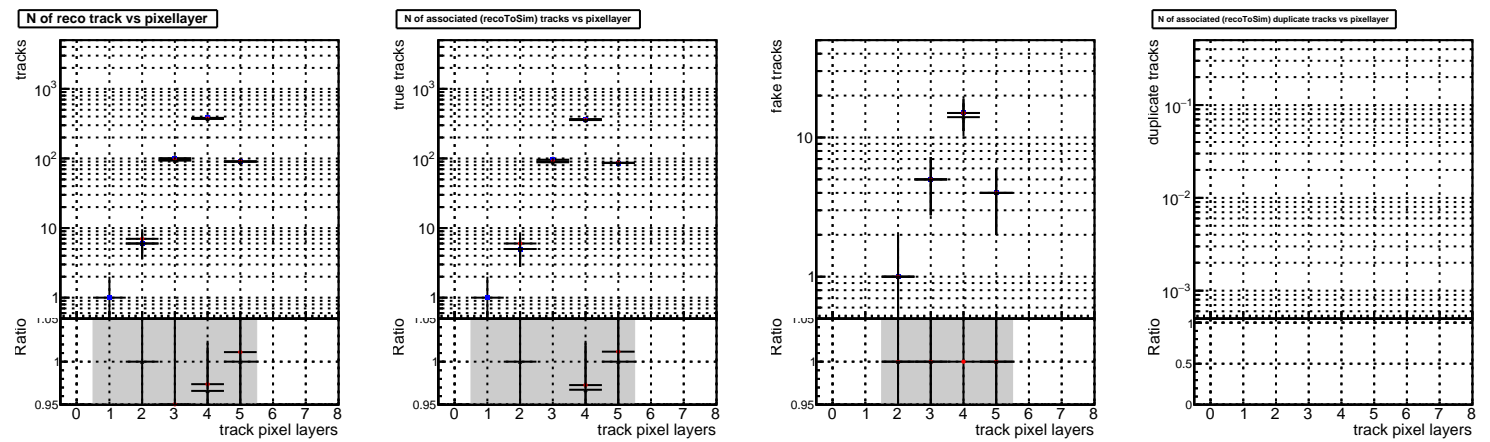 N of reco track vs pixellayer
tracks
10³
10²
10
1
Ratio
1.05
1
0.95
0 1 2 3 4 5 6 7 8
track pixel layers
N of associated (recoToSim) tracks vs pixellayer
true tracks
10³
10²
10
1
Ratio
1.05
1
0.95
0 1 2 3 4 5 6 7 8
track pixel layers
fake tracks
10
1
Ratio
1.05
1
0.95
0 1 2 3 4 5 6 7 8
track pixel layers
N of associated (recoToSim) duplicate tracks vs pixellayer
duplicate tracks
10⁻¹
10⁻²
10⁻³
Ratio
1
0.5
0
0 1 2 3 4 5 6 7 8
track pixel layers